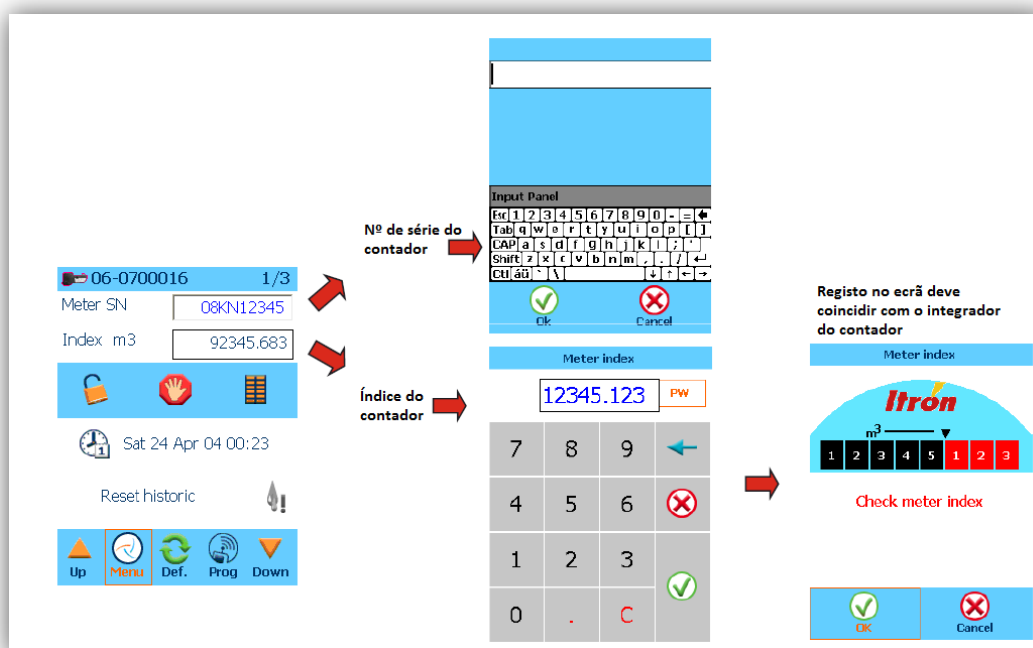 06-0700016 1/3
Meter SN 08KN12345
Index m3 92345.683
1
Sat 24 Apr 04 00:23
Reset historic
Up Menu Def. Prog Down
Nº de série do
contador
Input Panel
Esc 1 2 3 4 5 6 7 8 9 0 - =
Tab q w e r t y u i o p [ ]
CAP a s d f g h j k l ; '
Shift z x c v b n m , . /
Ctl áü ` \
Ok Cancel
Índice do
contador
Meter index
12345.123 PW
7 8 9
4 5 6
1 2 3
0 . C
Registo no ecrã deve
coincidir com o integrador
do contador
Meter index
Itron
m3
1 2 3 4 5 1 2 3
Check meter index
OK Cancel